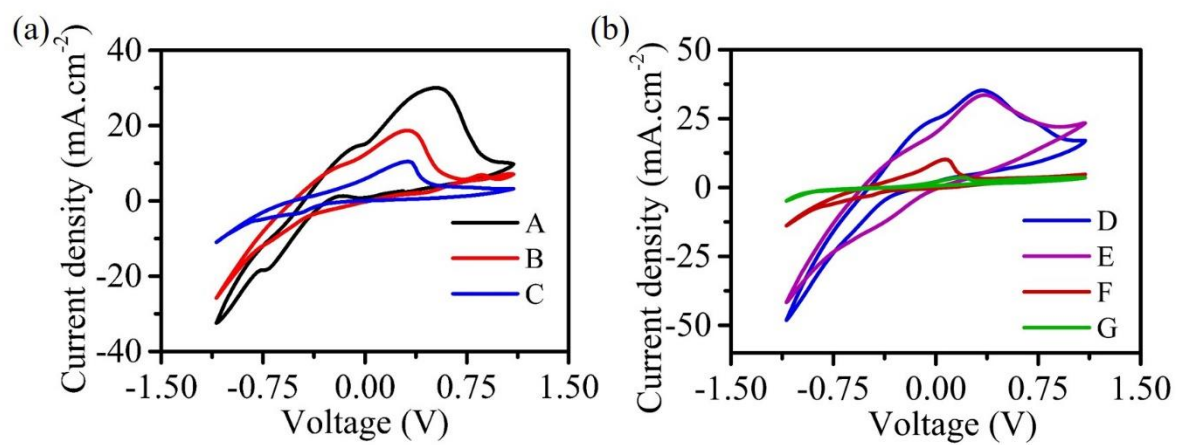 (a)
Current density (mA.cm-2)
40
20
0
-20
-40
A
B
C
-1.50
-0.75
0.00
0.75
1.50
Voltage (V)
(b)
Current density (mA.cm-2)
50
25
0
-25
-50
D
E
F
G
-1.50
-0.75
0.00
0.75
1.50
Voltage (V)